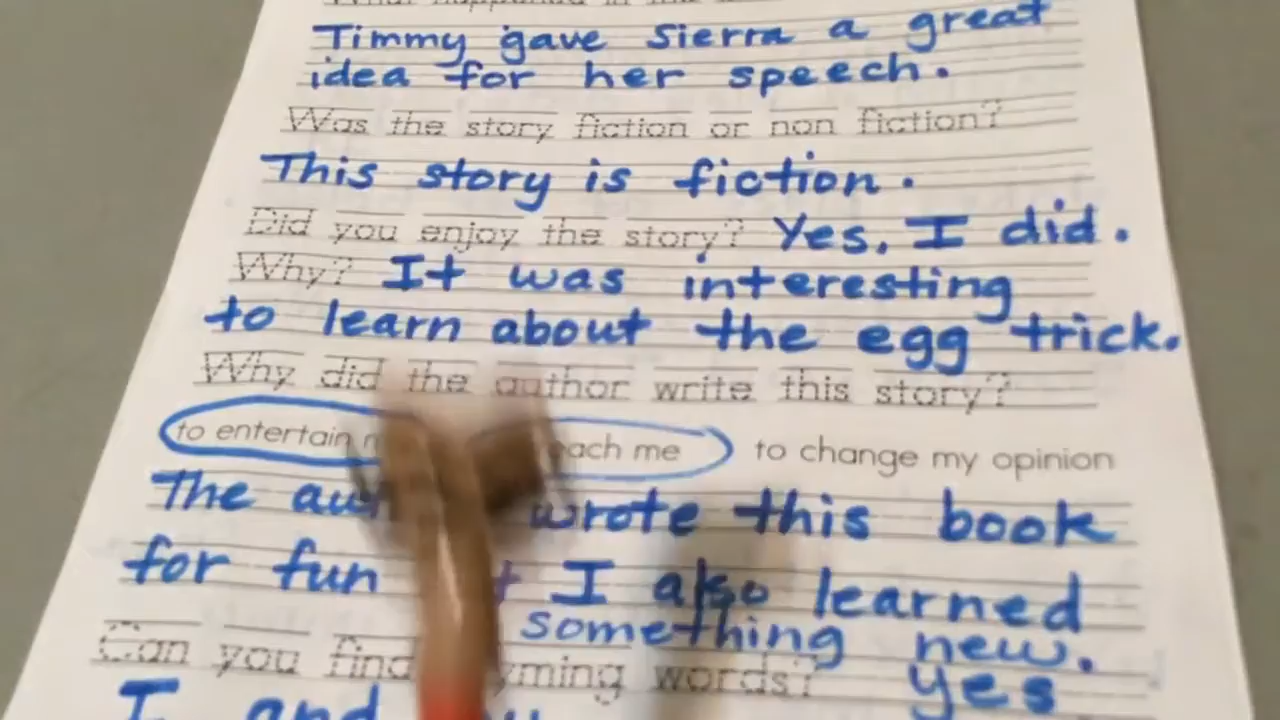 Timmy gave Sierra a great
idea for her speech.
Was the story fiction or non fiction?
This story is fiction.
Did you enjoy the story? Yes, I did.
Why? It was interesting
to learn about the egg trick.
Why did the author write this story?
to entertain me to change my opinion
The wrote this book
for fun I also learned
something new.
Can you find words? yes
I and